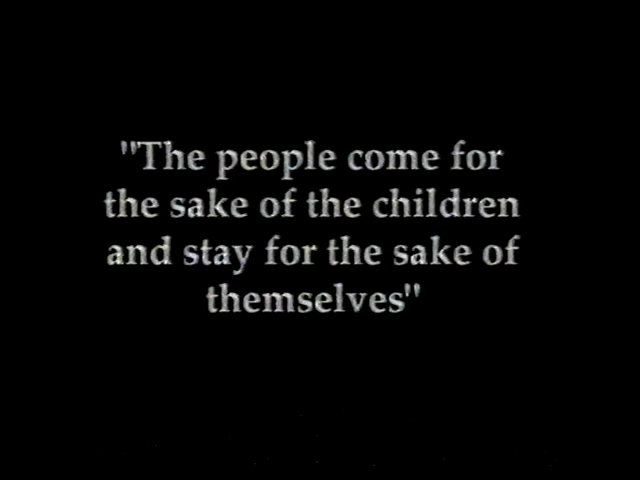 "The people come for
the sake of the children
and stay for the sake of
themselves"